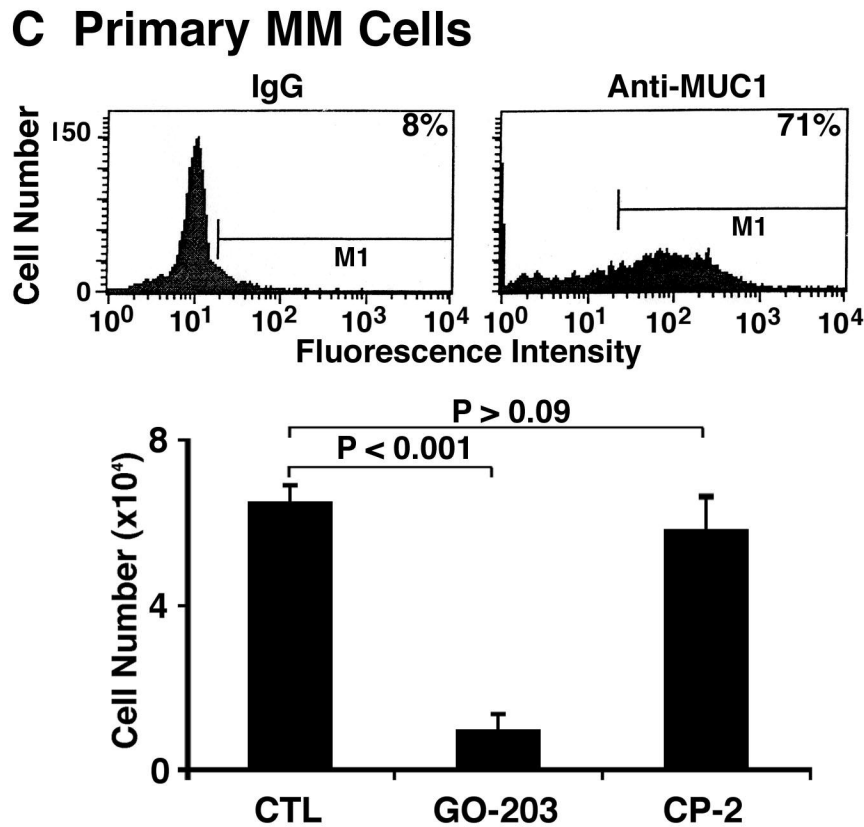 C Primary MM Cells
IgG
Anti-MUC1
Cell Number
150
0
8%
M1
10⁰ 10¹ 10² 10³ 10⁴
71%
M1
10⁰ 10¹ 10² 10³ 10⁴
Fluorescence Intensity
P > 0.09
P < 0.001
Cell Number (x10⁴)
8
4
0
CTL GO-203 CP-2